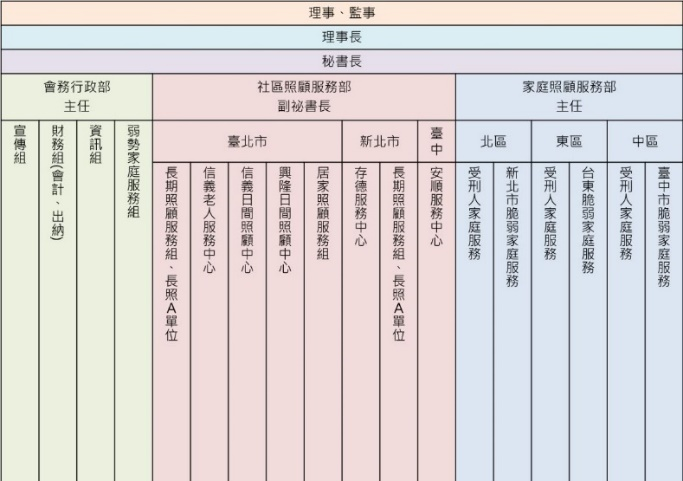 理事、監事
理事長
秘書長
會務行政部
主任
社區照顧服務部
副祕書長
家庭照顧服務部
主任
宣傳組
財務組(會計、出納)
資訊組
弱勢家庭服務組
臺北市
新北市
臺中
北區
東區
中區
長期照顧服務組、長照A單位
信義老人服務中心
信義日間照顧中心
興隆日間照顧中心
居家照顧服務組
存德服務中心
長期照顧服務組、長照A單位
安順服務中心
受刑人家庭服務
新北市脆弱家庭服務
受刑人家庭服務
台東脆弱家庭服務
受刑人家庭服務
臺中市脆弱家庭服務